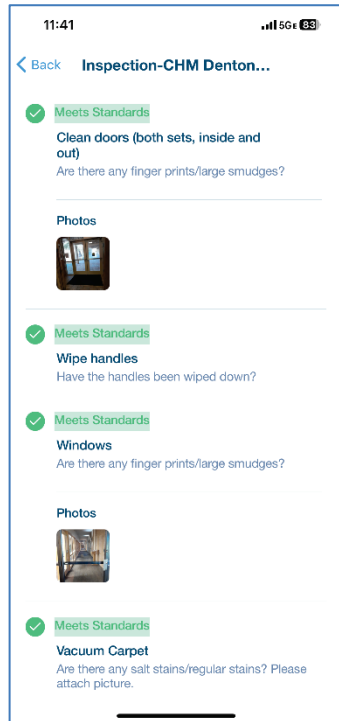 11:41
5GE 83
Back Inspection-CHM Denton...
Meets Standards
Clean doors (both sets, inside and
out)
Are there any finger prints/large smudges?
Photos
Meets Standards
Wipe handles
Have the handles been wiped down?
Meets Standards
Windows
Are there any finger prints/large smudges?
Photos
Meets Standards
Vacuum Carpet
Are there any salt stains/regular stains? Please
attach picture.